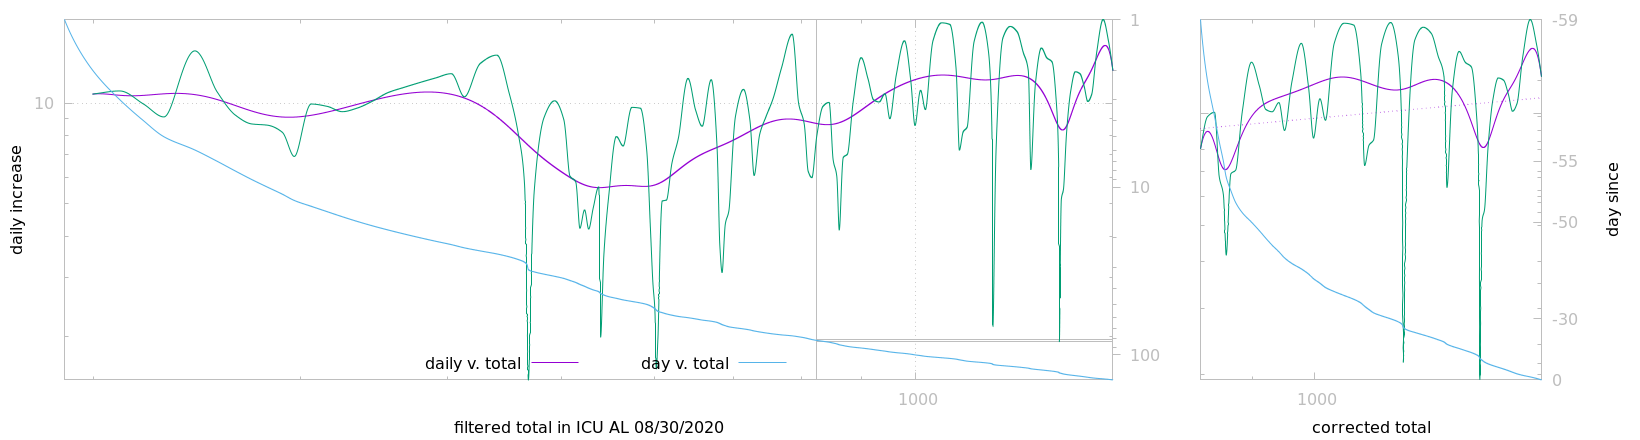 daily increase
10
1
10
100
1000
daily v. total
day v. total
filtered total in ICU AL 08/30/2020
-59
-55
-50
-30
0
day since
1000
corrected total